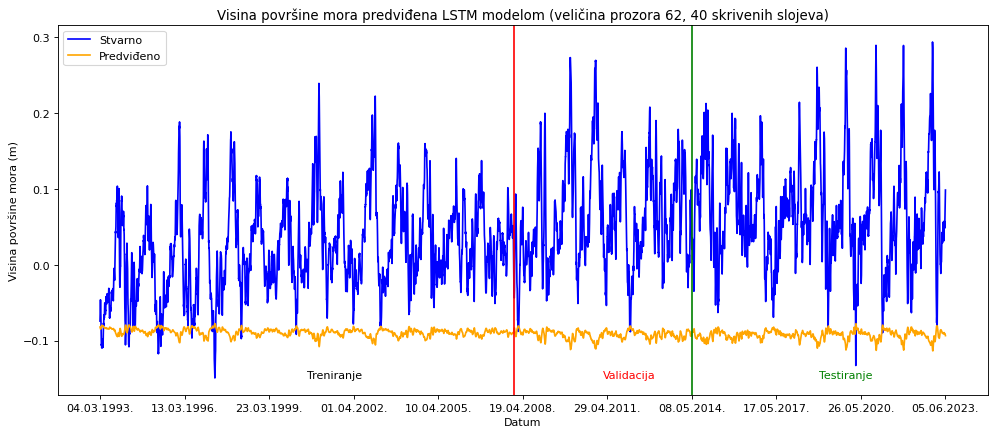 Visina površine mora predviđena LSTM modelom (veličina prozora 62, 40 skrivenih slojeva)
Stvarno
Predviđeno
Visina površine mora (m)
0.3
0.2
0.1
0.0
−0.1
Treniranje
Validacija
Testiranje
04.03.1993.
13.03.1996.
23.03.1999.
01.04.2002.
10.04.2005.
19.04.2008.
29.04.2011.
08.05.2014.
17.05.2017.
26.05.2020.
05.06.2023.
Datum